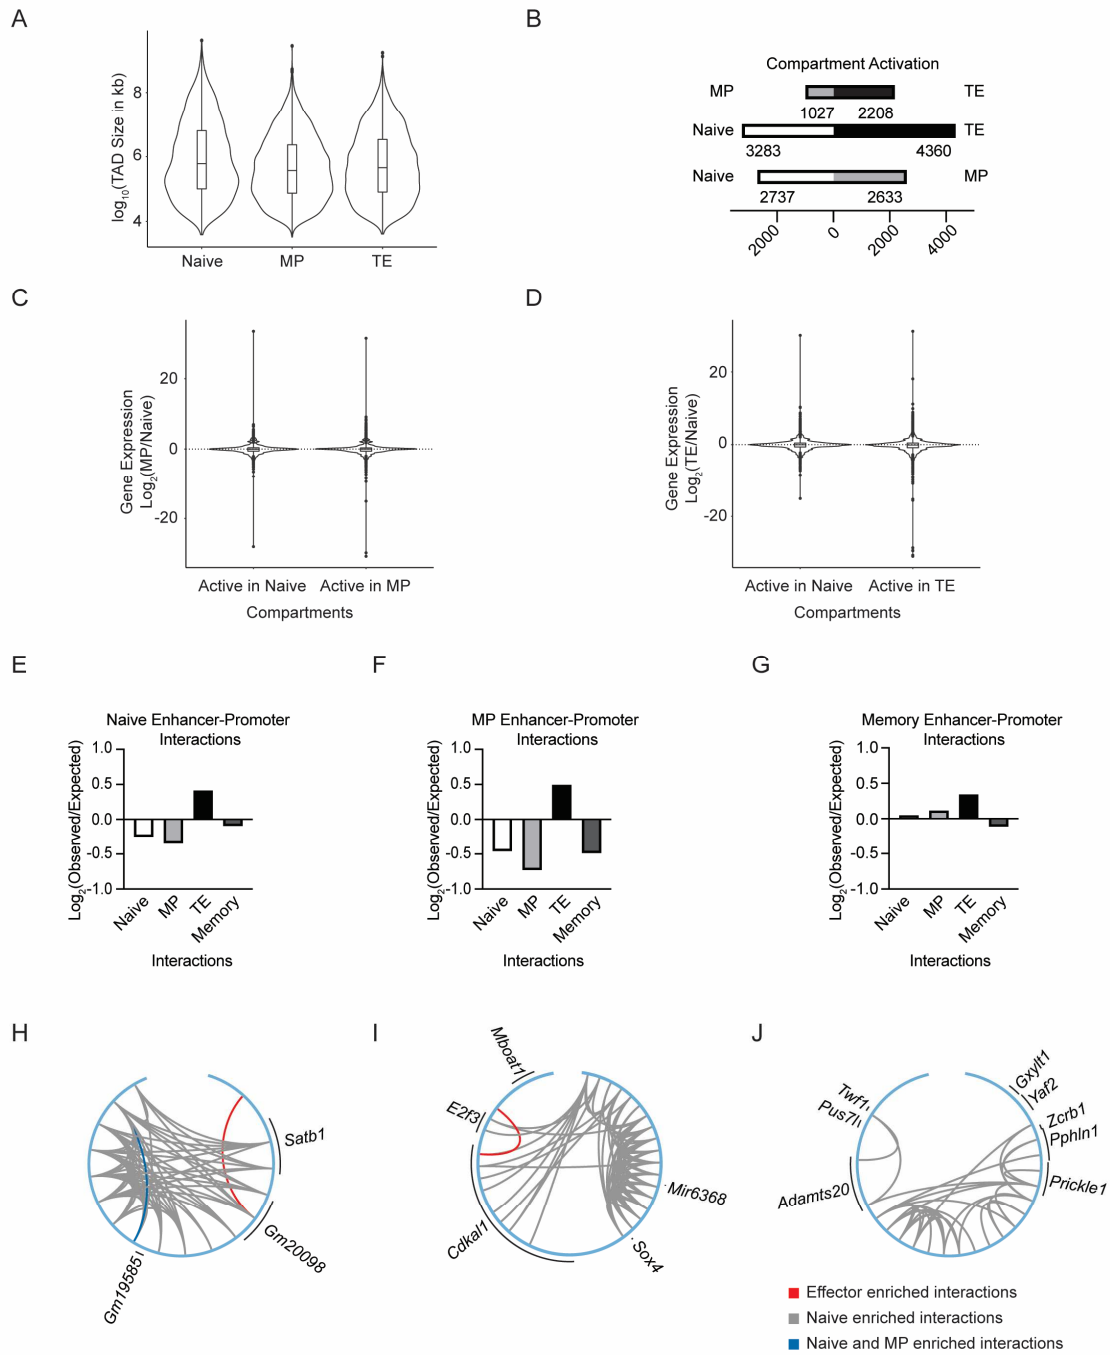 A
log10(TAD Size in kb)
8
6
4
Naive
MP
TE
B
Compartment Activation
MP
TE
1027
2208
Naive
TE
3283
4360
Naive
MP
2737
2633
2000
0
2000
4000
C
Gene Expression
Log2(MP/Naive)
20
0
-20
Active in Naive
Active in MP
Compartments
D
Gene Expression
Log2(TE/Naive)
20
0
-20
Active in Naive
Active in TE
Compartments
E
Naive Enhancer-Promoter
Interactions
Log2(Observed/Expected)
1.0
0.5
0.0
-0.5
-1.0
Naive
MP
TE
Memory
Interactions
F
MP Enhancer-Promoter
Interactions
Log2(Observed/Expected)
1.0
0.5
0.0
-0.5
-1.0
Naive
MP
TE
Memory
Interactions
G
Memory Enhancer-Promoter
Interactions
Log2(Observed/Expected)
1.0
0.5
0.0
-0.5
-1.0
Naive
MP
TE
Memory
Interactions
H
Satb1
Gm20098
Gm19585
I
Mboat1
E2f3
Cdkal1
Mir6368
Sox4
J
Twf1
Pus7l
Adamts20
Gxylt1
Yaf2
Zcrb1
Pphln1
Prickle1
Effector enriched interactions
Naive enriched interactions
Naive and MP enriched interactions